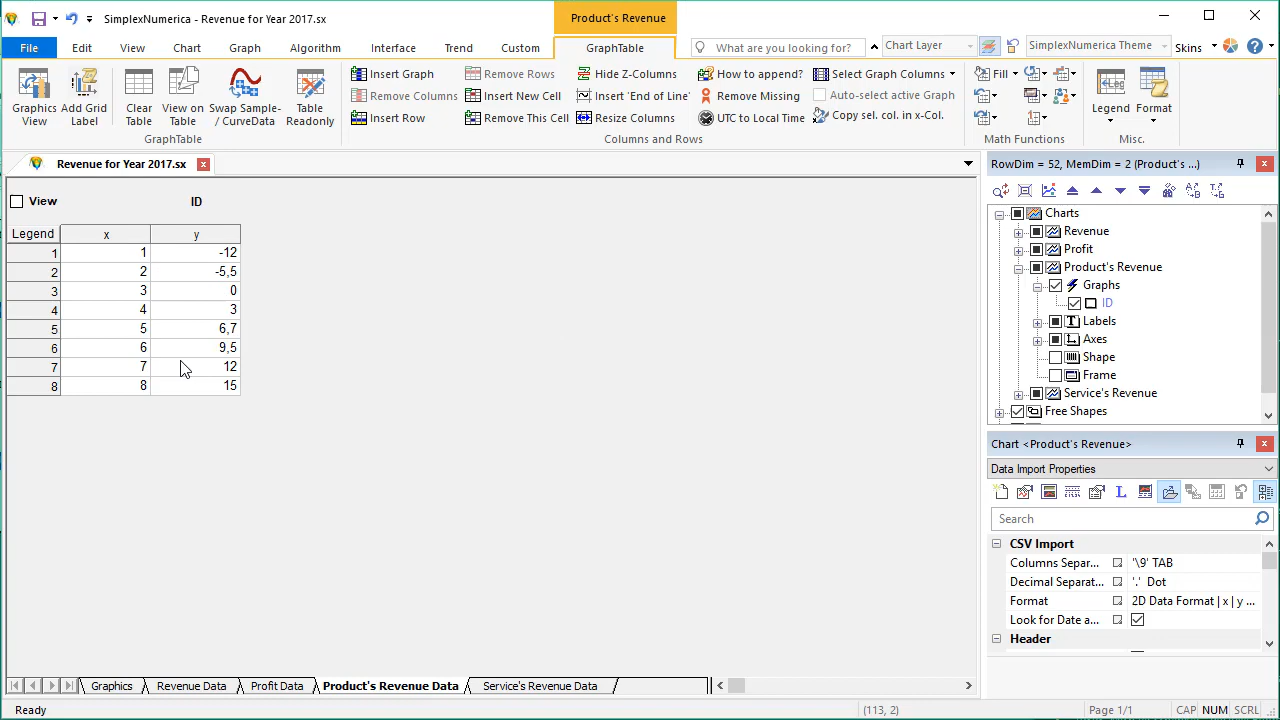 SimplexNumerica - Revenue for Year 2017.sx
Product's Revenue
File Edit View Chart Graph Algorithm Interface Trend Custom GraphTable
What are you looking for?
Chart Layer
SimplexNumerica Theme
Skins
Graphics View
Add Grid Label
Clear Table
View on Table
Swap Sample- / CurveData
Table Readonly
GraphTable
Insert Graph
Remove Column
Insert Row
Remove Rows
Insert New Cell
Remove This Cell
Hide Z-Column
Insert 'End of Line'
Resize Columns
How to append?
Remove Missing
UTC to Local Time
Select Graph Column
Auto-select active Graph
Copy sel. col. in x-Col.
Columns and Rows
Fit
Math Functions
Legend
Format
Misc.
Revenue for Year 2017.sx
View ID
Legend x y
1 1 -12
2 2 -5,5
3 3 0
4 4 3
5 5 6,7
6 6 9,5
7 7 12
8 8 15
RowDim = 52, MemDim = 2 (Product's ...)
Charts
Revenue
Profit
Product's Revenue
Graphs
ID
Labels
Axes
Shape
Frame
Service's Revenue
Free Shapes
Chart <Product's Revenue>
Data Import Properties
Search
CSV Import
Columns Separ... '\9' TAB
Decimal Separat... '.' Dot
Format 2D Data Format | x | y ...
Look for Date a...
Header
Graphics Revenue Data Profit Data Product's Revenue Data Service's Revenue Data
Ready (113, 2) Page 1/1 CAP NUM SCRL